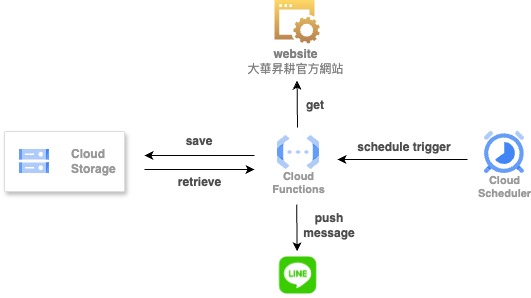 website
大華昇耕官方網站
get
save
retrieve
Cloud
Storage
Cloud
Functions
schedule trigger
Cloud
Scheduler
push
message
LINE